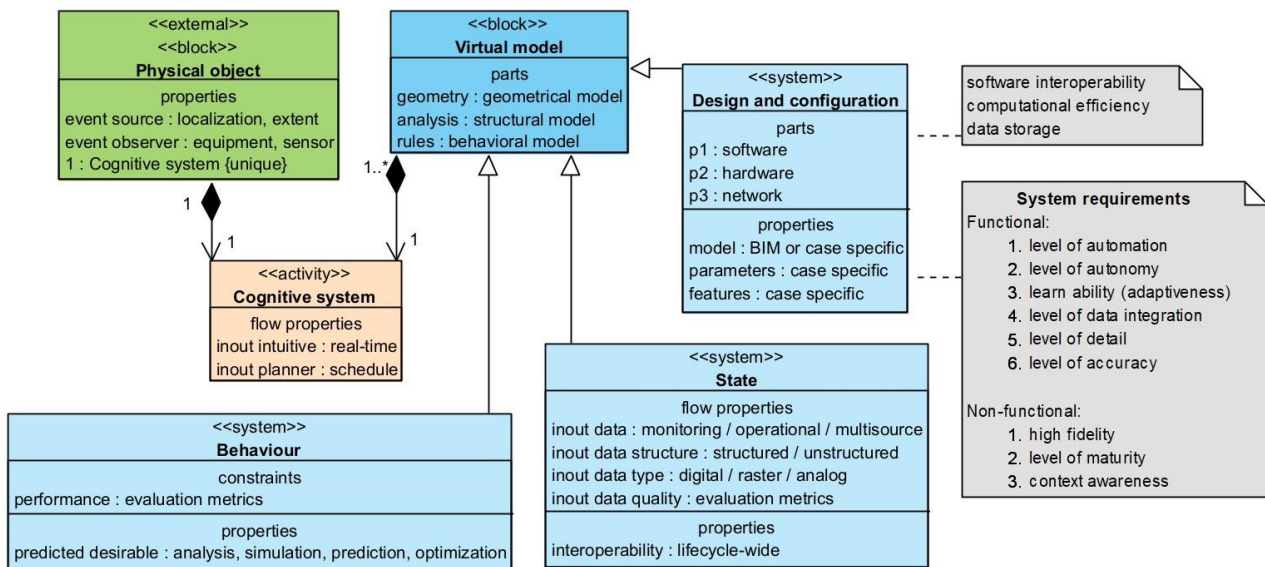 <<external>>
<<block>>
Physical object
properties
event source : localization, extent
event observer : equipment, sensor
1 : Cognitive system {unique}
1
1
<<block>>
Virtual model
parts
geometry : geometrical model
analysis : structural model
rules : behavioral model
1..*
1
<<activity>>
Cognitive system
flow properties
inout intuitive : real-time
inout planner : schedule
<<system>>
Design and configuration
parts
p1 : software
p2 : hardware
p3 : network
properties
model : BIM or case specific
parameters : case specific
features : case specific
software interoperability
computational efficiency
data storage
System requirements
Functional:
1. level of automation
2. level of autonomy
3. learn ability (adaptiveness)
4. level of data integration
5. level of detail
6. level of accuracy
Non-functional:
1. high fidelity
2. level of maturity
3. context awareness
<<system>>
Behaviour
constraints
performance : evaluation metrics
properties
predicted desirable : analysis, simulation, prediction, optimization
<<system>>
State
flow properties
inout data : monitoring / operational / multisource
inout data structure : structured / unstructured
inout data type : digital / raster / analog
inout data quality : evaluation metrics
properties
interoperability : lifecycle-wide